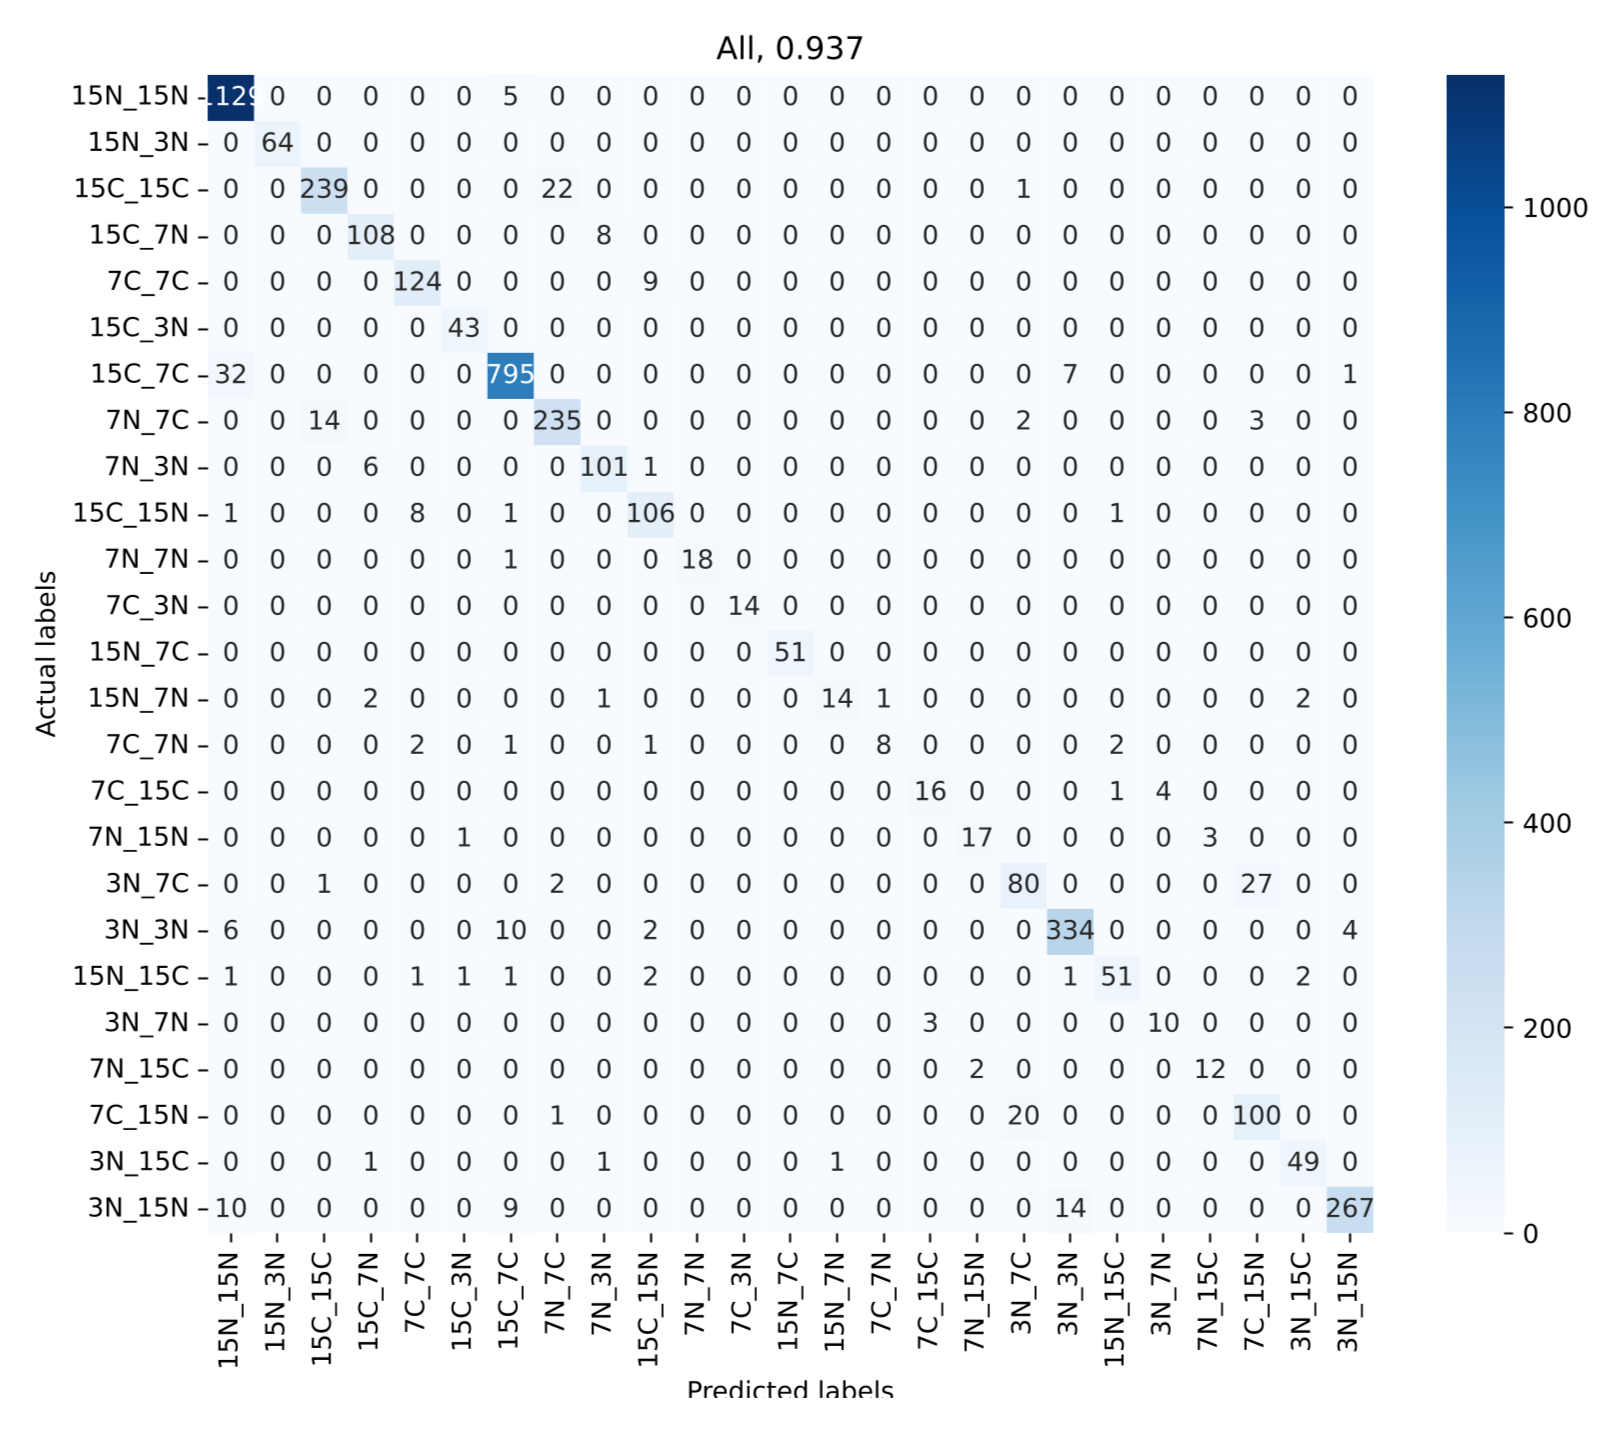 All, 0.937
15N_15N 1129 0 0 0 0 0 5 0 0 0 0 0 0 0 0 0 0 0 0 0 0 0 0 0 0
15N_3N 0 64 0 0 0 0 0 0 0 0 0 0 0 0 0 0 0 0 0 0 0 0 0 0 0
15C_15C 0 0 239 0 0 0 0 22 0 0 0 0 0 0 0 0 0 1 0 0 0 0 0 0 0
15C_7N 0 0 0 108 0 0 0 0 8 0 0 0 0 0 0 0 0 0 0 0 0 0 0 0 0
7C_7C 0 0 0 0 124 0 0 0 0 9 0 0 0 0 0 0 0 0 0 0 0 0 0 0 0
15C_3N 0 0 0 0 0 43 0 0 0 0 0 0 0 0 0 0 0 0 0 0 0 0 0 0 0
15C_7C 32 0 0 0 0 0 795 0 0 0 0 0 0 0 0 0 0 0 7 0 0 0 0 0 1
7N_7C 0 0 14 0 0 0 0 235 0 0 0 0 0 0 0 0 0 2 0 0 0 0 3 0 0
7N_3N 0 0 0 6 0 0 0 0 101 1 0 0 0 0 0 0 0 0 0 0 0 0 0 0 0
15C_15N 1 0 0 0 8 0 1 0 0 106 0 0 0 0 0 0 0 0 0 1 0 0 0 0 0
7N_7N 0 0 0 0 0 0 1 0 0 0 18 0 0 0 0 0 0 0 0 0 0 0 0 0 0
7C_3N 0 0 0 0 0 0 0 0 0 0 0 14 0 0 0 0 0 0 0 0 0 0 0 0 0
15N_7C 0 0 0 0 0 0 0 0 0 0 0 0 51 0 0 0 0 0 0 0 0 0 0 0 0
15N_7N 0 0 0 2 0 0 0 0 1 0 0 0 0 14 1 0 0 0 0 0 0 0 0 2 0
7C_7N 0 0 0 0 2 0 1 0 0 1 0 0 0 0 8 0 0 0 0 2 0 0 0 0 0
7C_15C 0 0 0 0 0 0 0 0 0 0 0 0 0 0 0 16 0 0 0 1 4 0 0 0 0
7N_15N 0 0 0 0 0 1 0 0 0 0 0 0 0 0 0 0 17 0 0 0 0 3 0 0 0
3N_7C 0 0 1 0 0 0 0 2 0 0 0 0 0 0 0 0 0 80 0 0 0 0 27 0 0
3N_3N 6 0 0 0 0 0 10 0 0 2 0 0 0 0 0 0 0 0 334 0 0 0 0 0 4
15N_15C 1 0 0 0 1 1 1 0 0 2 0 0 0 0 0 0 0 0 1 51 0 0 0 2 0
3N_7N 0 0 0 0 0 0 0 0 0 0 0 0 0 0 0 3 0 0 0 0 10 0 0 0 0
7N_15C 0 0 0 0 0 0 0 0 0 0 0 0 0 0 0 0 2 0 0 0 0 12 0 0 0
7C_15N 0 0 0 0 0 0 0 1 0 0 0 0 0 0 0 0 0 20 0 0 0 0 100 0 0
3N_15C 0 0 0 1 0 0 0 0 1 0 0 0 0 1 0 0 0 0 0 0 0 0 0 49 0
3N_15N 10 0 0 0 0 0 9 0 0 0 0 0 0 0 0 0 0 0 14 0 0 0 0 0 267
Actual labels
15N_15N 15N_3N 15C_15C 15C_7N 7C_7C 15C_3N 15C_7C 7N_7C 7N_3N 15C_15N 7N_7N 7C_3N 15N_7C 15N_7N 7C_7N 7C_15C 7N_15N 3N_7C 3N_3N 15N_15C 3N_7N 7N_15C 7C_15N 3N_15C 3N_15N
Predicted labels
1000
800
600
400
200
0